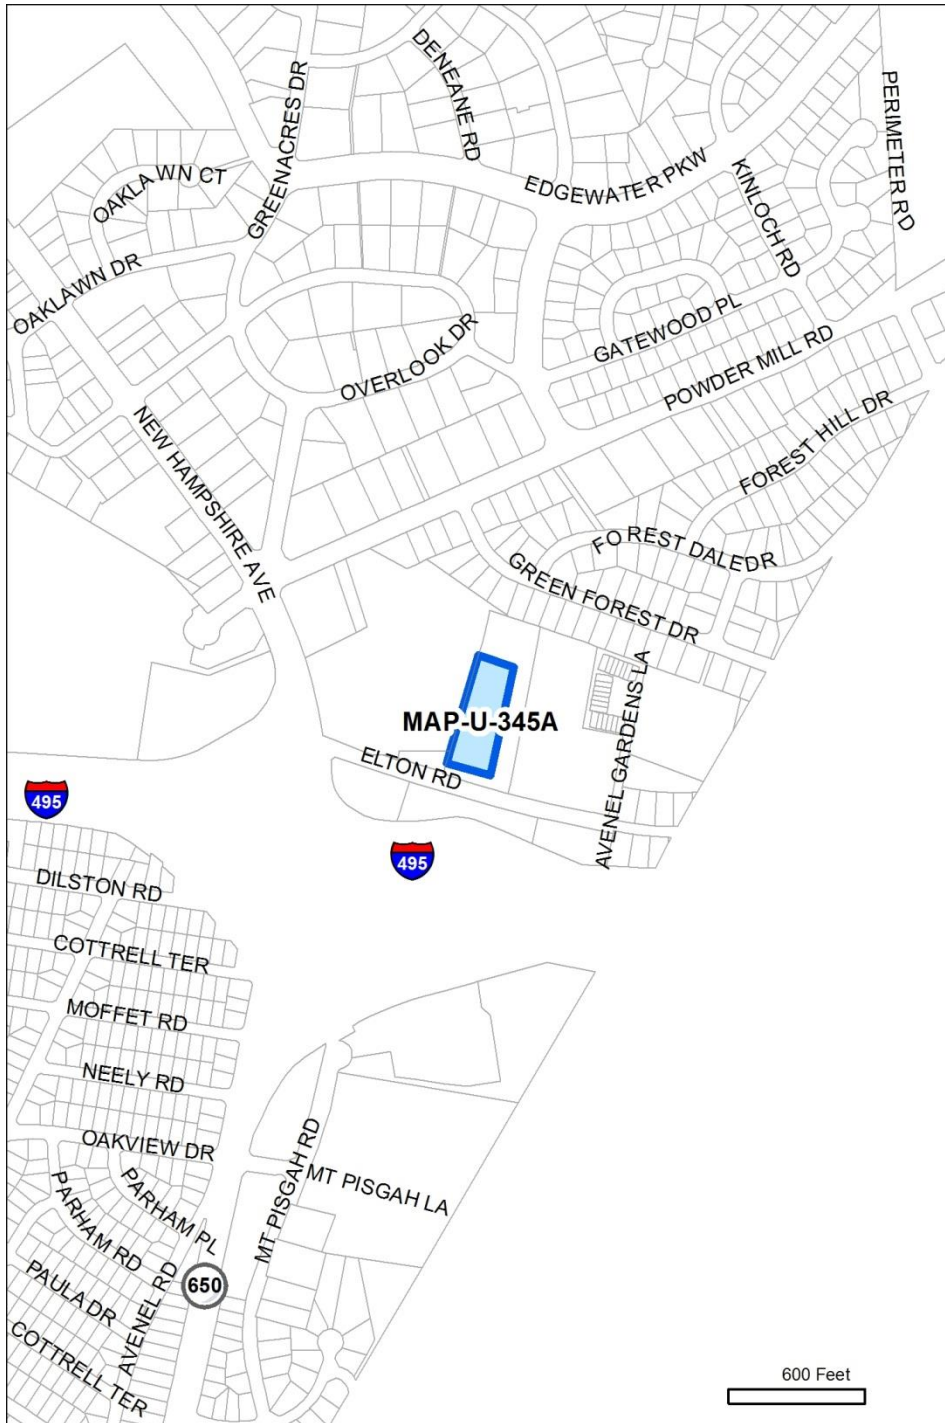 DENEANE RD
GREENACRES DR
PERIMETER RD
OAKLAWN CT
EDGEWATER PKW
KINLOCH RD
OAKLAWN DR
GATEWOOD PL
OVERLOOK DR
POWDER MILL RD
FOREST HILL DR
NEW HAMPSHIRE AVE
FOREST DALE DR
GREEN FOREST DR
MAP-U-345A
AVENEL GARDENS LA
ELTON RD
495
495
DILSTON RD
COTTRELL TER
MOFFET RD
NEELY RD
OAKVIEW DR
MT PISGAH RD
MT PISGAH LA
PARHAM PL
PARHAM RD
650
PAULA DR
AVENEL RD
COTTRELL TER
600 Feet